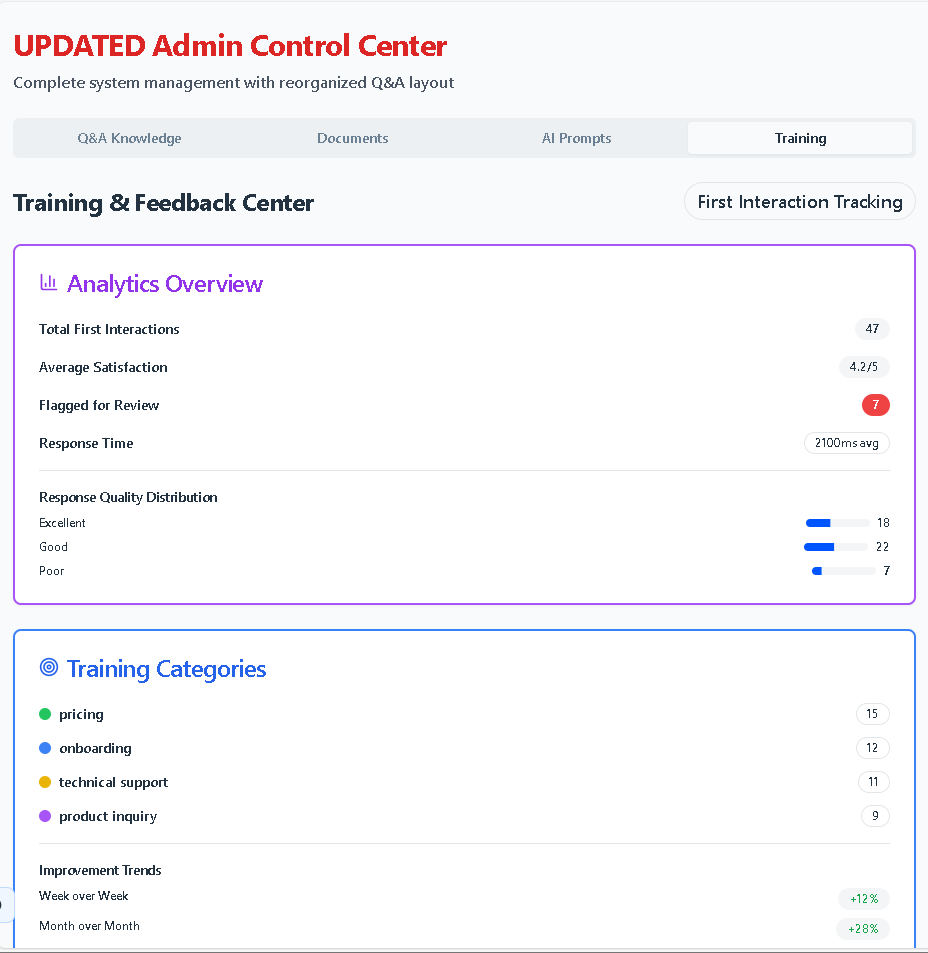 UPDATED Admin Control Center
Complete system management with reorganized Q&A layout
Q&A Knowledge Documents AI Prompts Training
Training & Feedback Center First Interaction Tracking
Analytics Overview
Total First Interactions 47
Average Satisfaction 4.2/5
Flagged for Review 7
Response Time 2100ms avg
Response Quality Distribution
Excellent 18
Good 22
Poor 7
Training Categories
pricing 15
onboarding 12
technical support 11
product inquiry 9
Improvement Trends
Week over Week +12%
Month over Month +28%